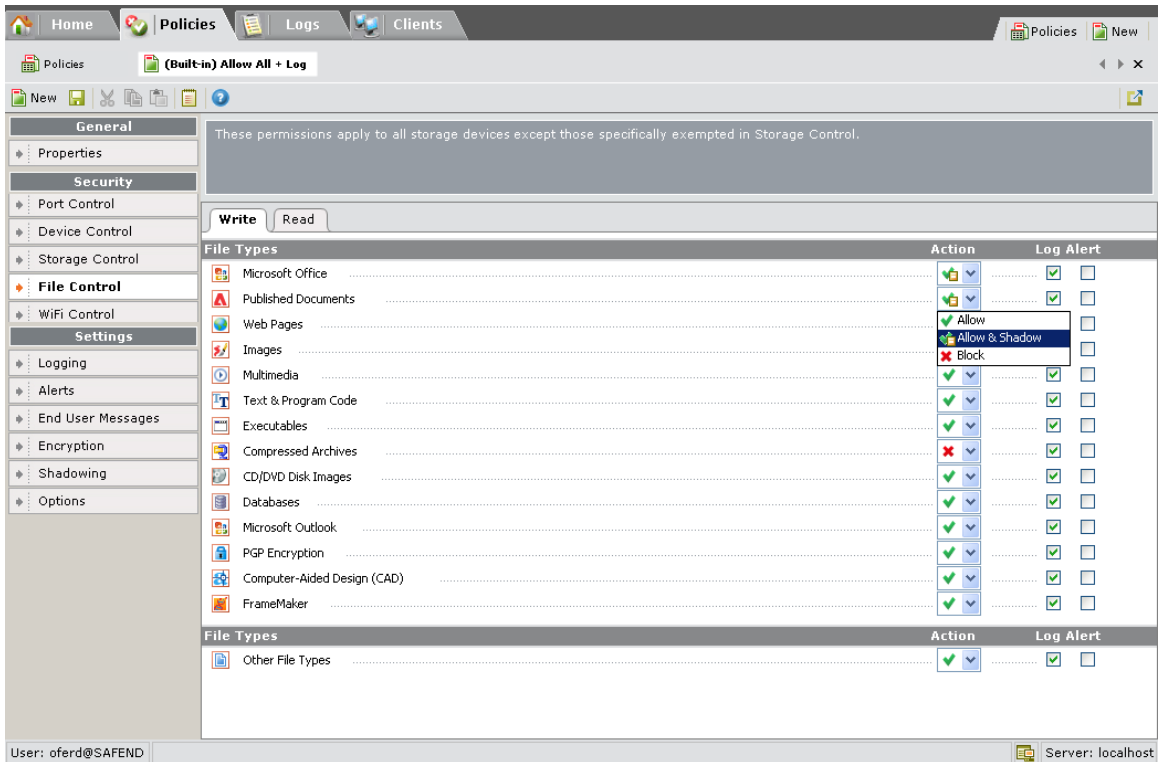 Home Policies Logs Clients Policies New
Policies (Built-in) Allow All + Log
New
General
Properties
Security
Port Control
Device Control
Storage Control
File Control
WiFi Control
Settings
Logging
Alerts
End User Messages
Encryption
Shadowing
Options
These permissions apply to all storage devices except those specifically exempted in Storage Control.
Write Read
File Types Action Log Alert
Microsoft Office
Published Documents
Web Pages
Allow
Allow & Shadow
Block
Images
Multimedia
Text & Program Code
Executables
Compressed Archives
CD/DVD Disk Images
Databases
Microsoft Outlook
PGP Encryption
Computer-Aided Design (CAD)
FrameMaker
File Types Action Log Alert
Other File Types
User: oferd@SAFEND Server: localhost